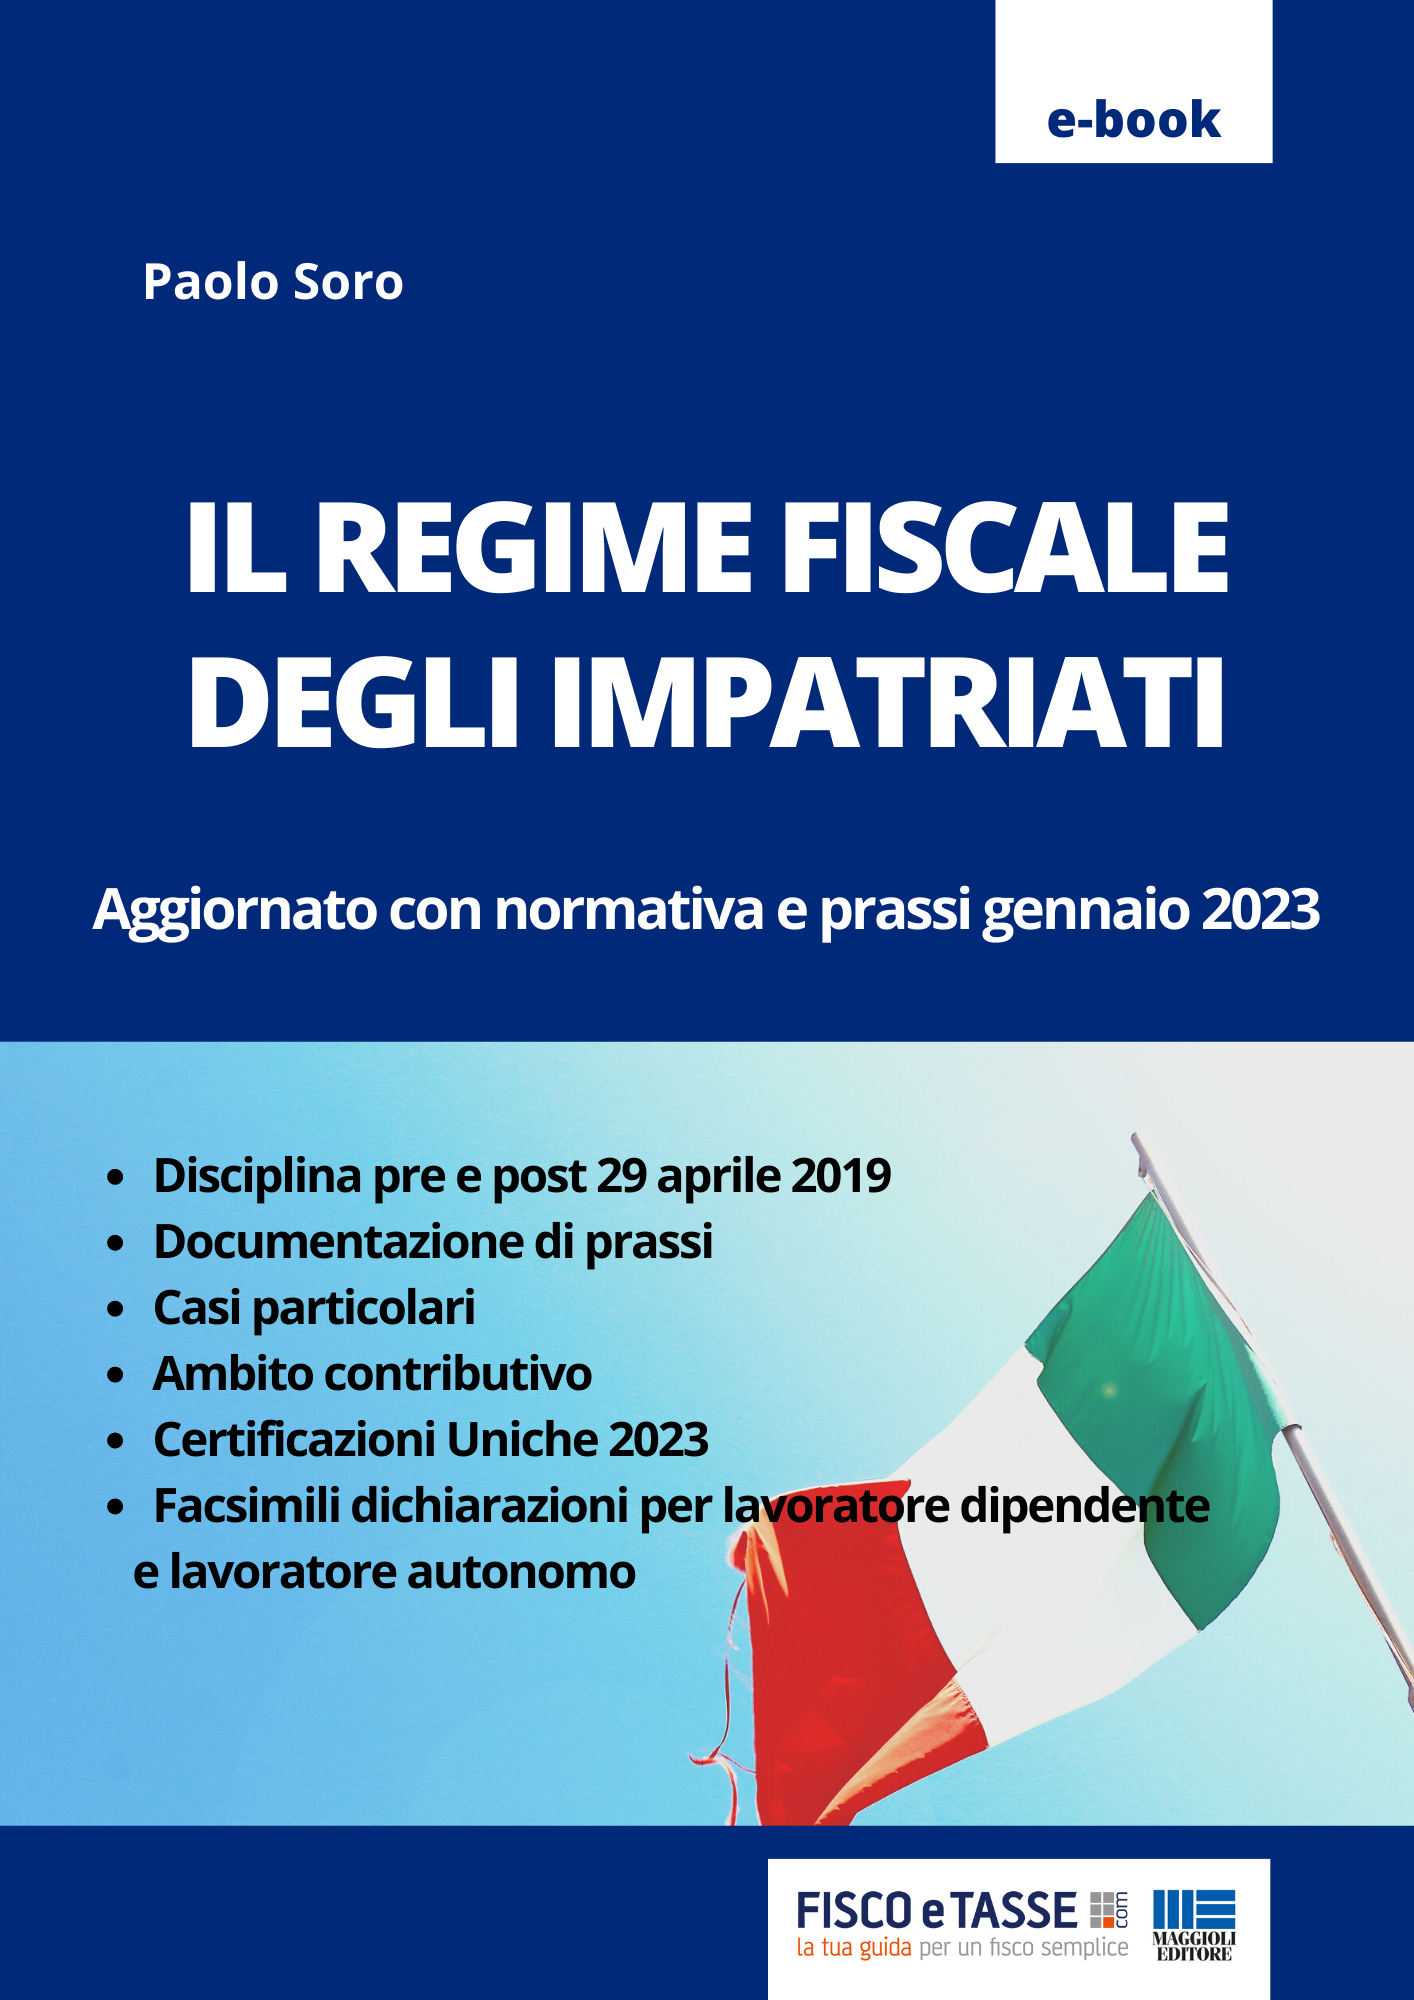 e-book
Paolo Soro
IL REGIME FISCALE
DEGLI IMPATRIATI
Aggiornato con normativa e prassi gennaio 2023
• Disciplina pre e post 29 aprile 2019
• Documentazione di prassi
• Casi particolari
• Ambito contributivo
• Certificazioni Uniche 2023
• Facsimili dichiarazioni per lavoratore dipendente
e lavoratore autonomo
FISCO e TASSE .com
la tua guida per un fisco semplice
MAGGIOLI
EDITORE